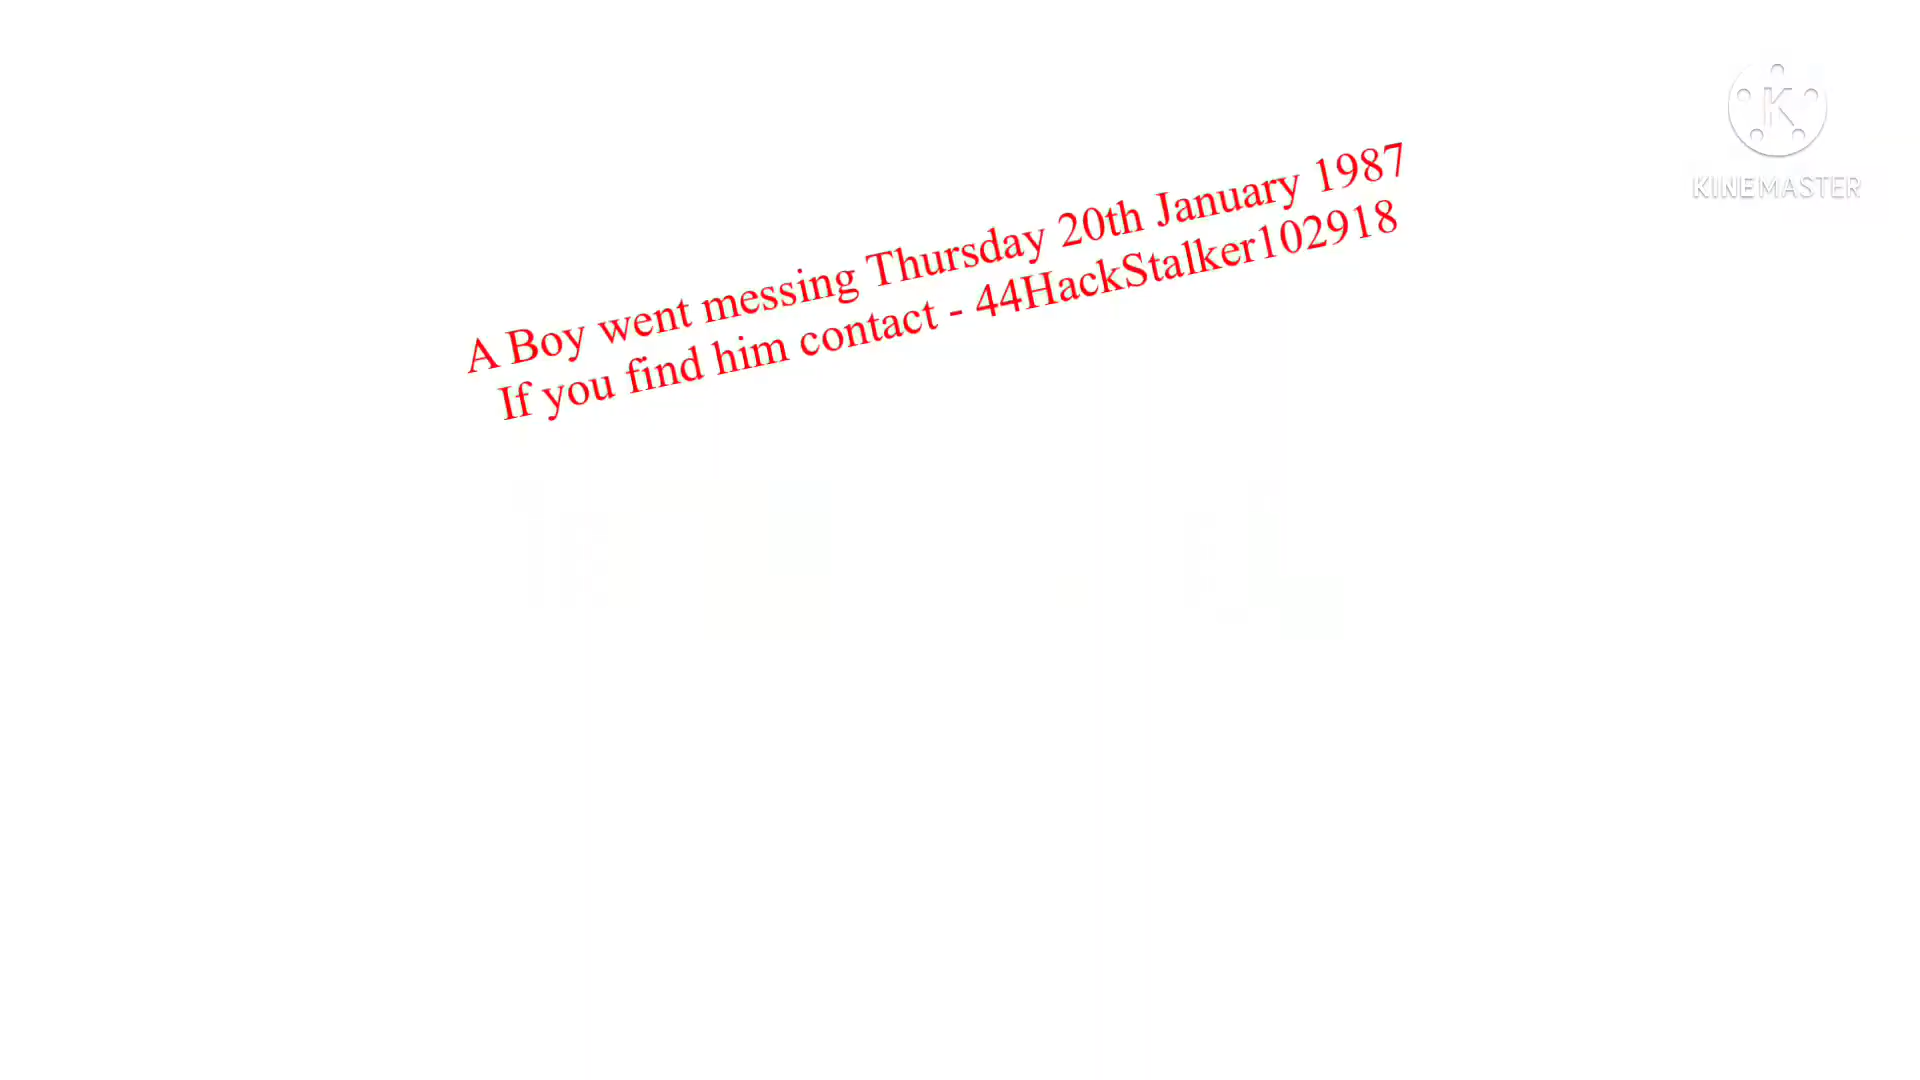 KINEMASTER
A Boy went messing Thursday 20th January 1987
If you find him contact - 44HackStalker102918